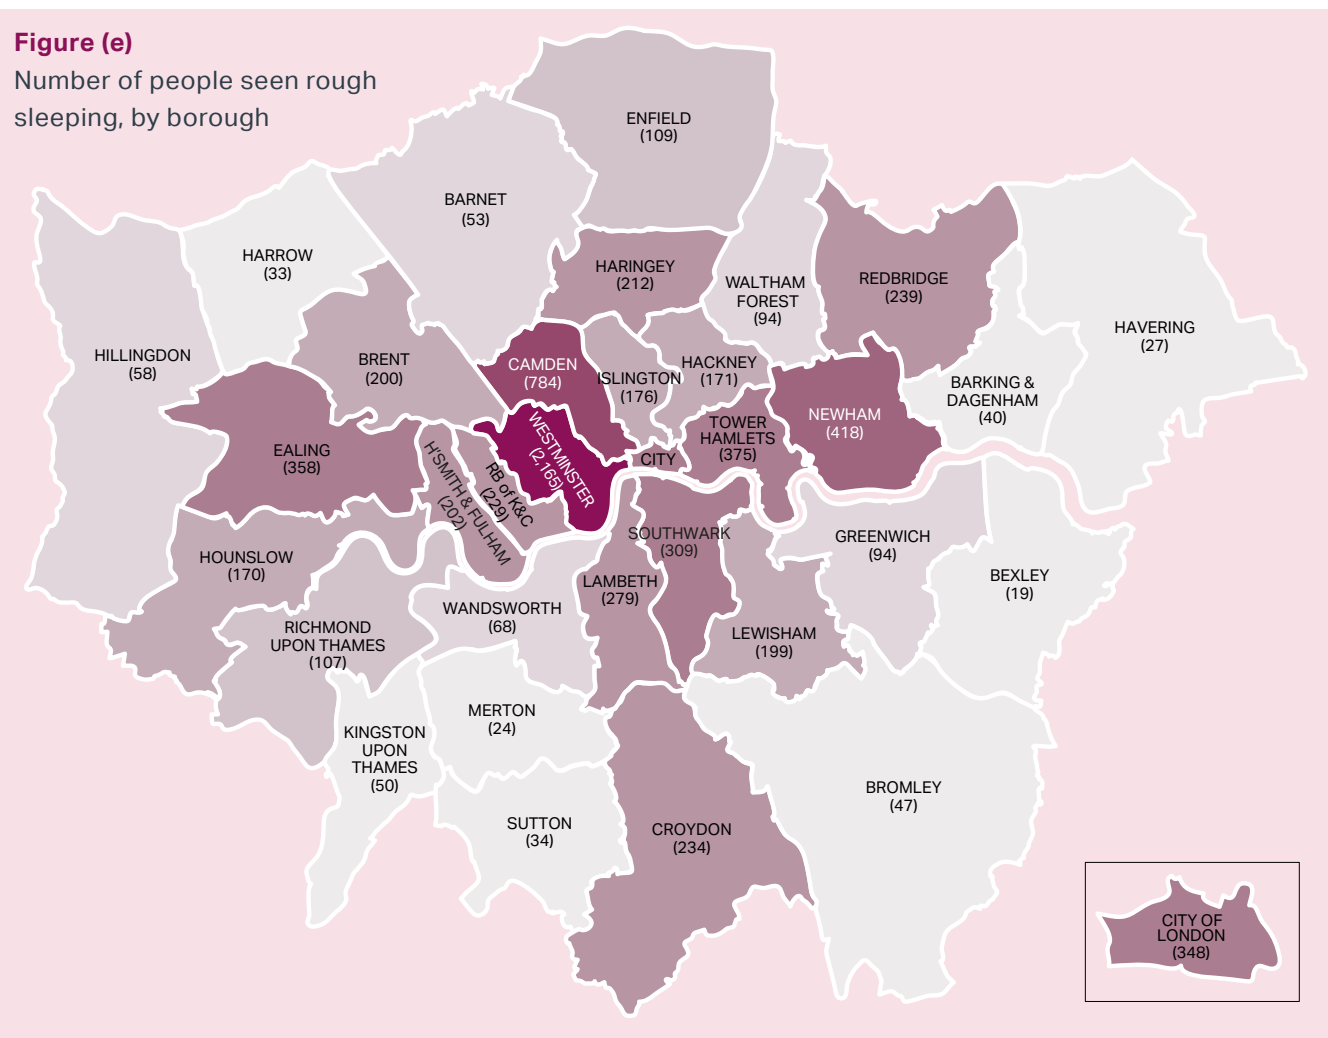 Figure (e)
Number of people seen rough
sleeping, by borough
ENFIELD
(109)
BARNET
(53)
HARROW
(33)
HARINGEY
(212)
WALTHAM
FOREST
(94)
REDBRIDGE
(239)
HAVERING
(27)
HILLINGDON
(58)
BRENT
(200)
CAMDEN
(784)
ISLINGTON
(176)
HACKNEY
(171)
BARKING &
DAGENHAM
(40)
NEWHAM
(418)
TOWER
HAMLETS
(375)
EALING
(358)
CITY
WESTMINSTER
(2,165)
RB of K&C
(229)
H'SMITH & FULHAM
(202)
HOUNSLOW
(170)
SOUTHWARK
(309)
GREENWICH
(94)
BEXLEY
(19)
LAMBETH
(279)
WANDSWORTH
(68)
RICHMOND
UPON THAMES
(107)
LEWISHAM
(199)
MERTON
(24)
KINGSTON
UPON
THAMES
(50)
SUTTON
(34)
CROYDON
(234)
BROMLEY
(47)
CITY OF
LONDON
(348)